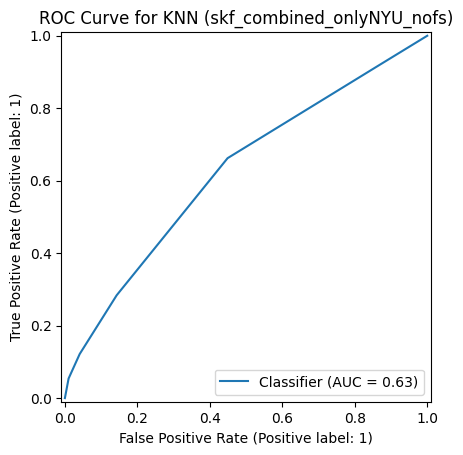 ROC Curve for KNN (skf_combined_onlyNYU_nofs)
True Positive Rate (Positive label: 1)
1.0
0.8
0.6
0.4
0.2
0.0
Classifier (AUC = 0.63)
0.0 0.2 0.4 0.6 0.8 1.0
False Positive Rate (Positive label: 1)